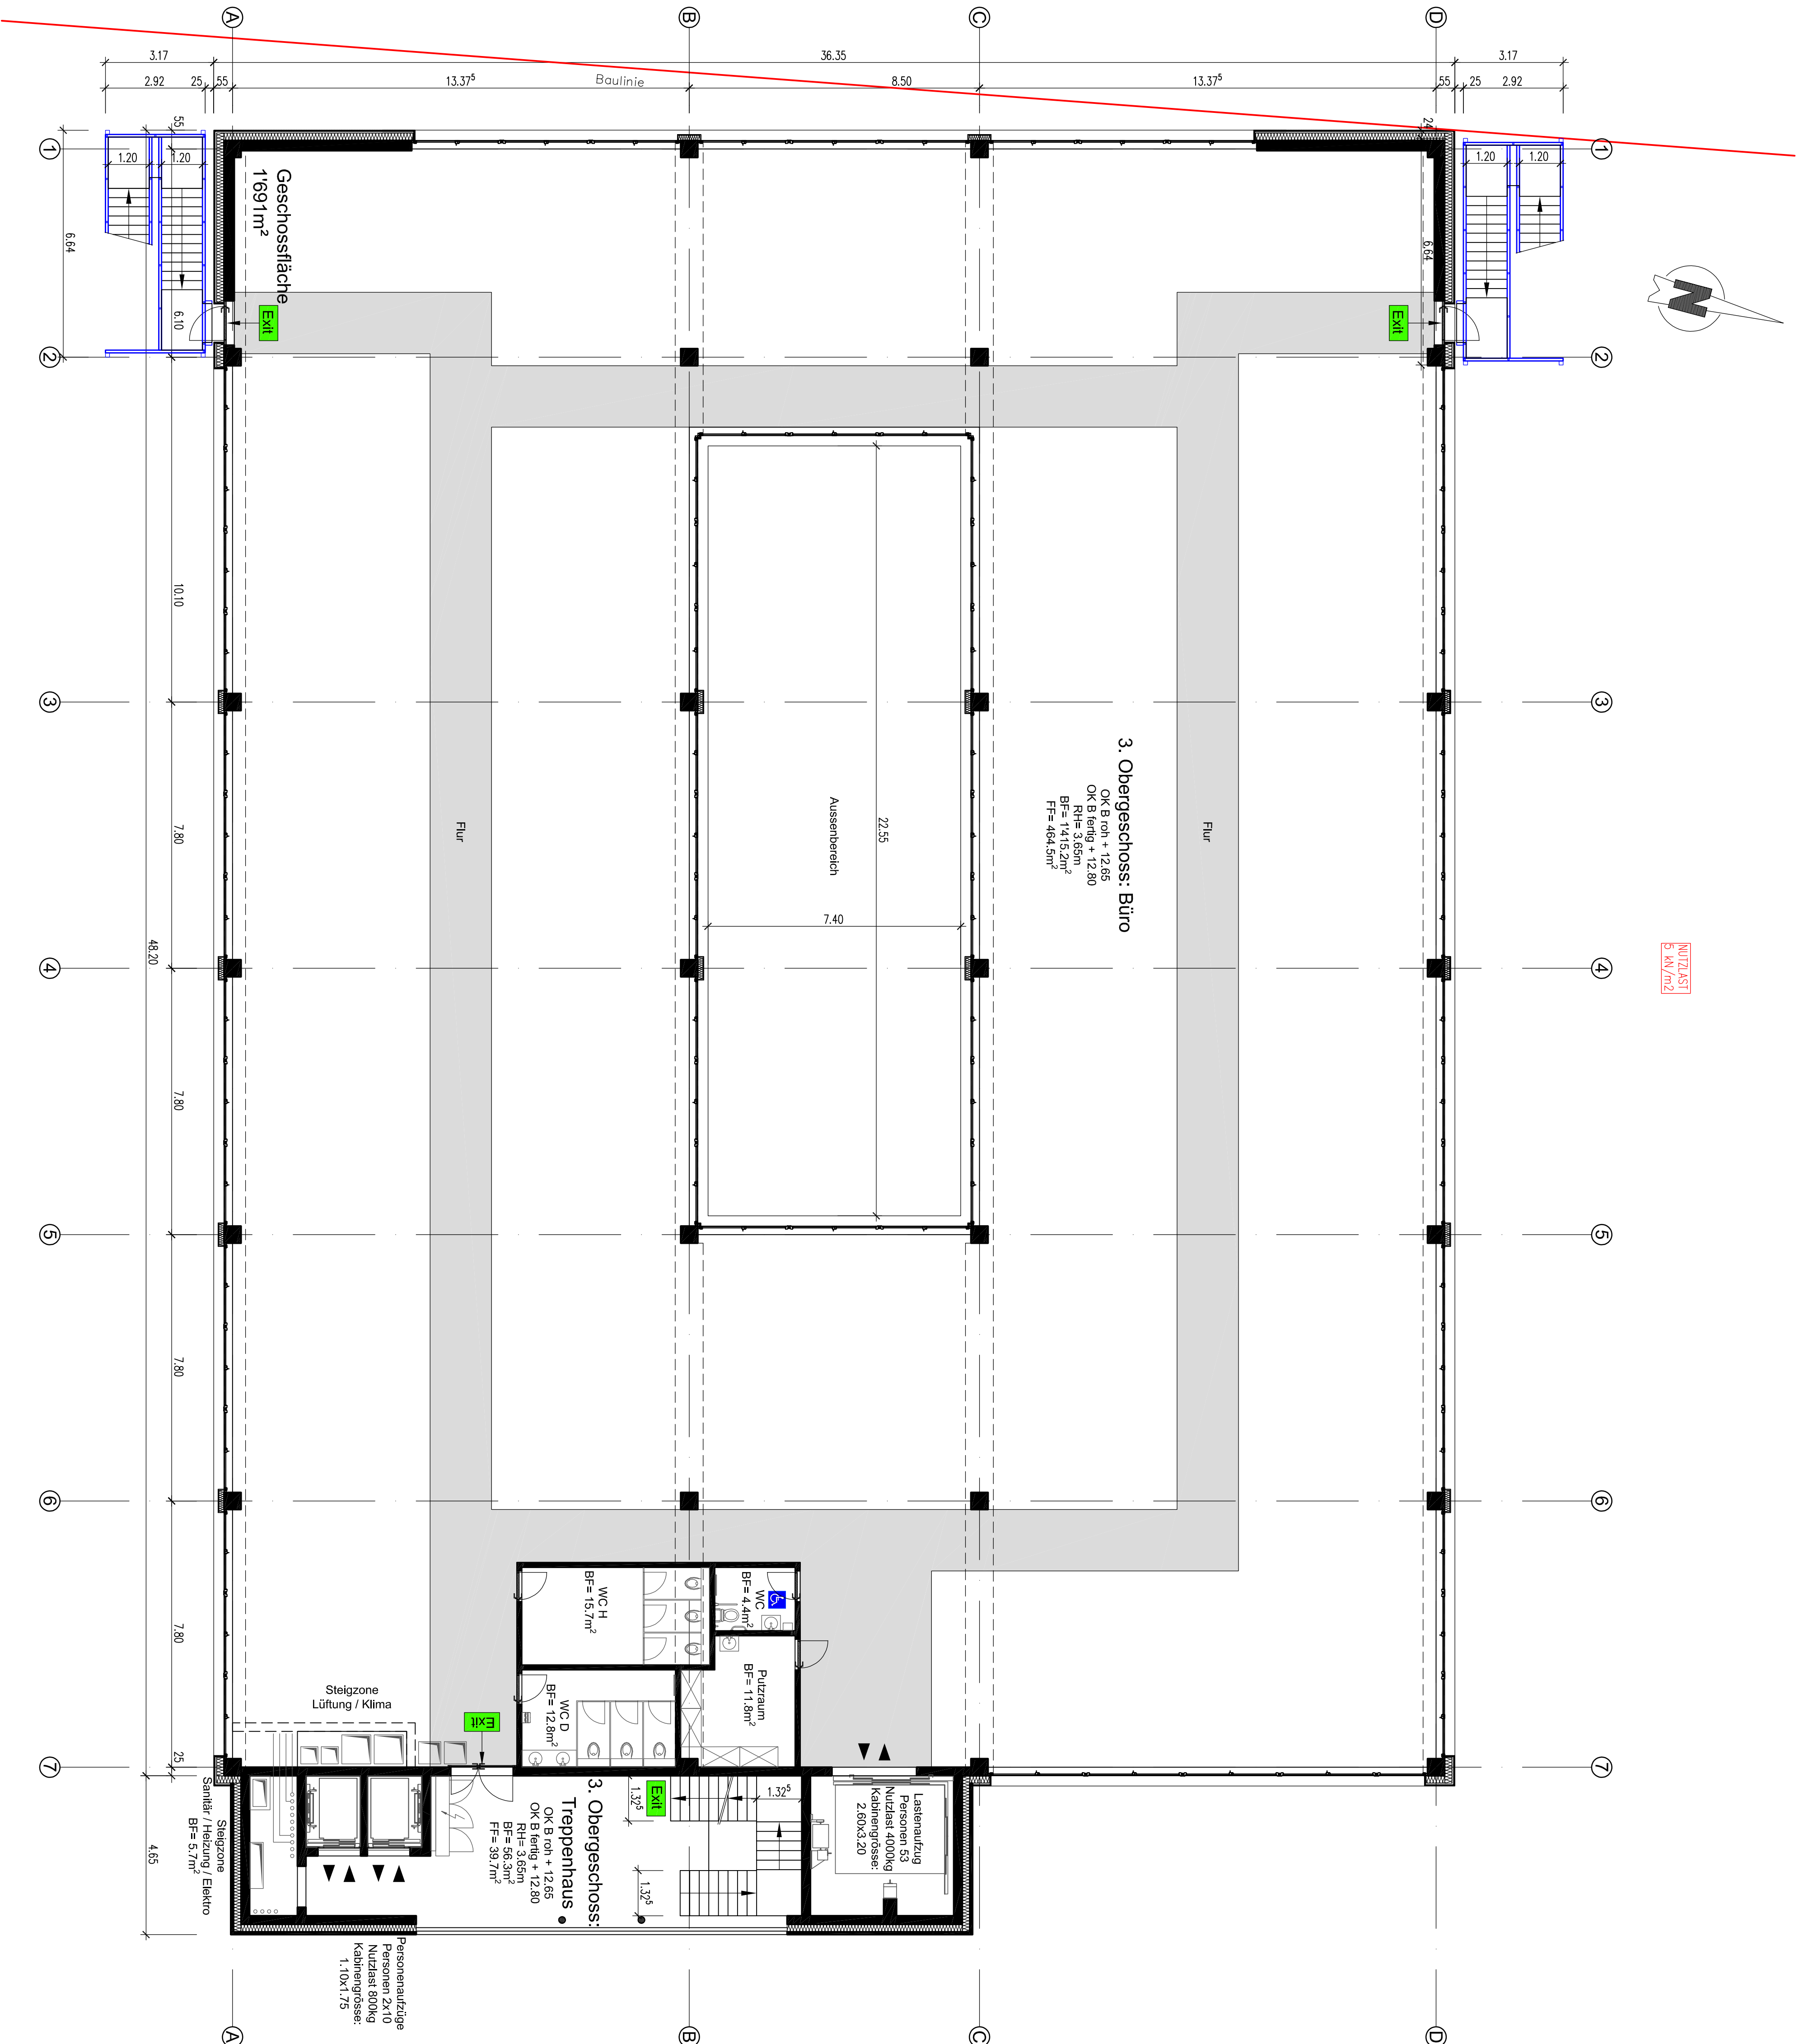 A
B
C
D
3.17
36.35
3.17
2.92
25
55
13.37⁵
Baulinie
8.50
13.37⁵
55
25
2.92
24
55
1
1.20
1.20
1.20
1.20
1
Geschossfläche
1'691m²
6.64
6.64
N
6.10
Exit
Exit
2
2
10.10
3
3
3. Obergeschoss: Büro
OK B roh + 12.65
OK B fertig + 12.80
RH= 3.65m
BF= 1'415.2m²
FF= 464.5m²
Flur
Flur
Aussenbereich
22.55
7.40
7.80
48.20
4
4
NUTZLAST
5 kN/m2
7.80
5
5
7.80
6
6
7.80
WC H
BF= 15.7m²
WC
BF= 4.4m²
Putzraum
BF= 11.8m²
WC D
BF= 12.8m²
Steigzone
Lüftung / Klima
Exit
25
7
7
Steigzone
Sanitär / Heizung / Elektro
BF= 5.7m²
4.65
3. Obergeschoss:
Treppenhaus
OK B roh + 12.65
OK B fertig + 12.80
RH= 3.65m
BF= 56.3m²
FF= 39.7m²
1.32⁵
Exit
1.32⁵
1.32⁵
Lastenaufzug
Personen 53
Nutzlast 4000kg
Kabinengrösse:
2.60x3.20
Personenaufzüge
Personen 2x10
Nutzlast 800kg
Kabinengrösse:
1.10x1.75
A
B
C
D